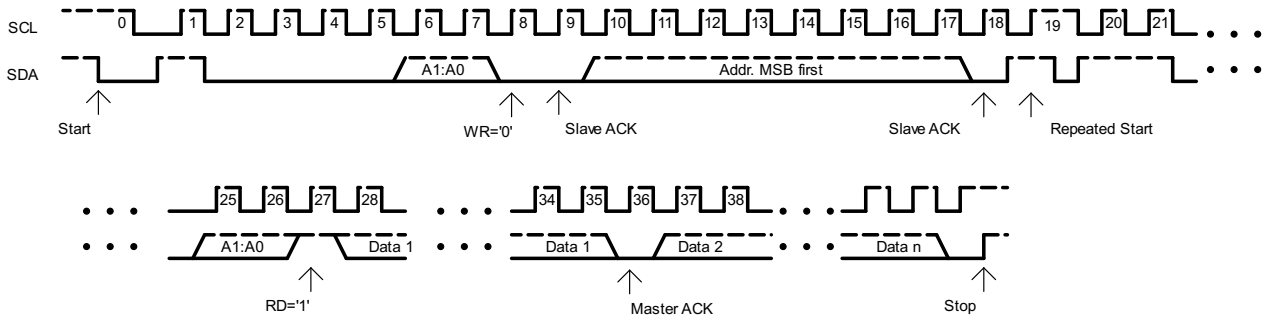 SCL 0 1 2 3 4 5 6 7 8 9 10 11 12 13 14 15 16 17 18 19 20 21
SDA A1:A0 Addr. MSB first
Start WR='0' Slave ACK Slave ACK Repeated Start
25 26 27 28 34 35 36 37 38
A1:A0 Data 1 Data 1 Data 2 Data n
RD='1' Master ACK Stop